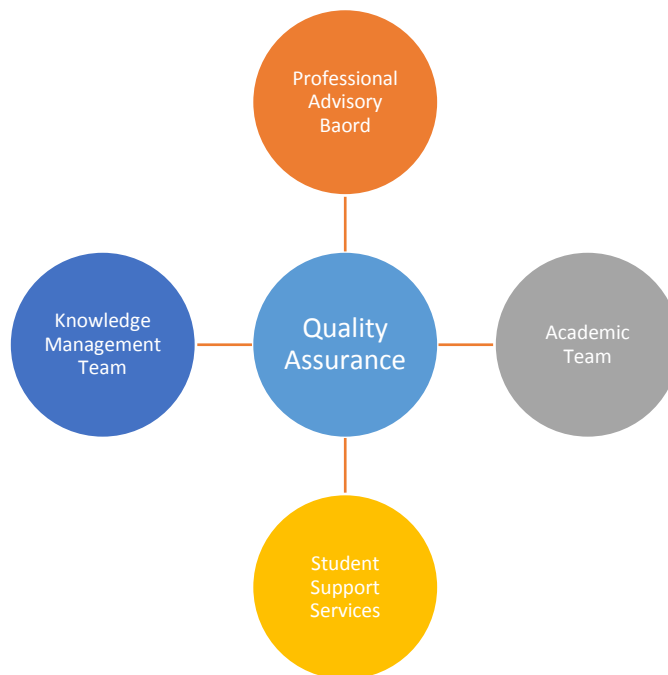 Professional
Advisory
Baord
Knowledge
Management
Team
Quality
Assurance
Academic
Team
Student
Support
Services